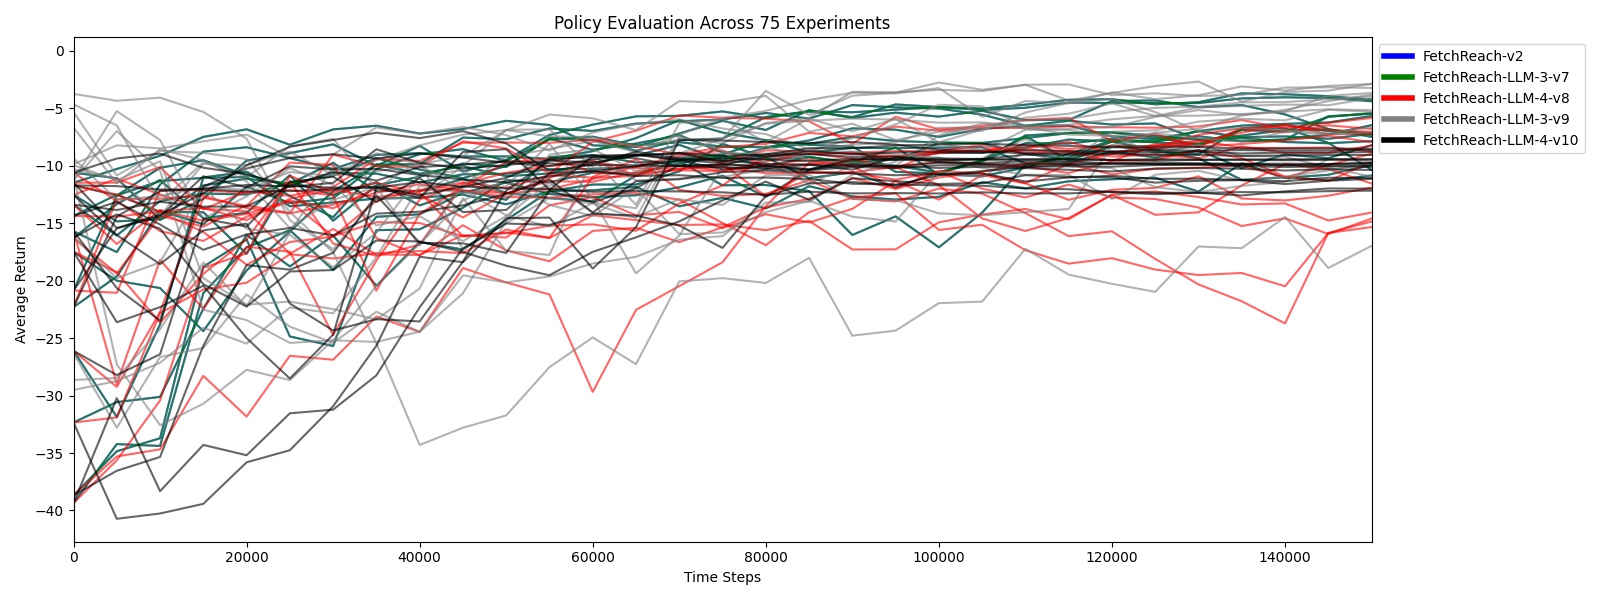 Policy Evaluation Across 75 Experiments
0
−5
−10
−15
−20
−25
−30
−35
−40
Average Return
0 20000 40000 60000 80000 100000 120000 140000
Time Steps
FetchReach-v2
FetchReach-LLM-3-v7
FetchReach-LLM-4-v8
FetchReach-LLM-3-v9
FetchReach-LLM-4-v10